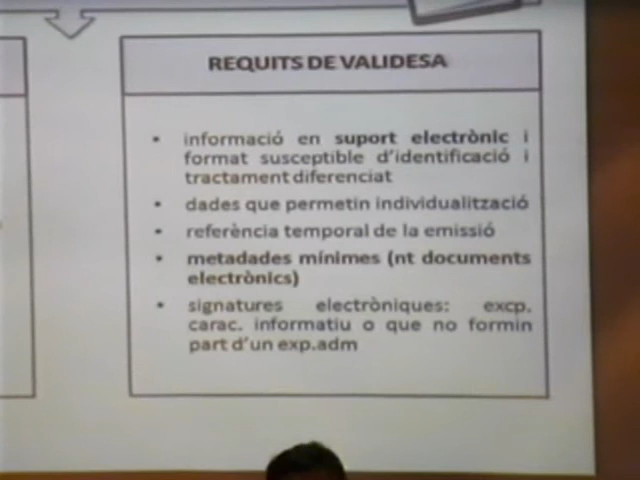 REQUITS DE VALIDESA
• informació en suport electrònic i
format susceptible d'identificació i
tractament diferenciat
• dades que permetin individualització
• referència temporal de la emissió
• metadades mínimes (nt documents
electrònics)
• signatures electròniques: excp.
carac. informatiu o que no formin
part d'un exp.adm